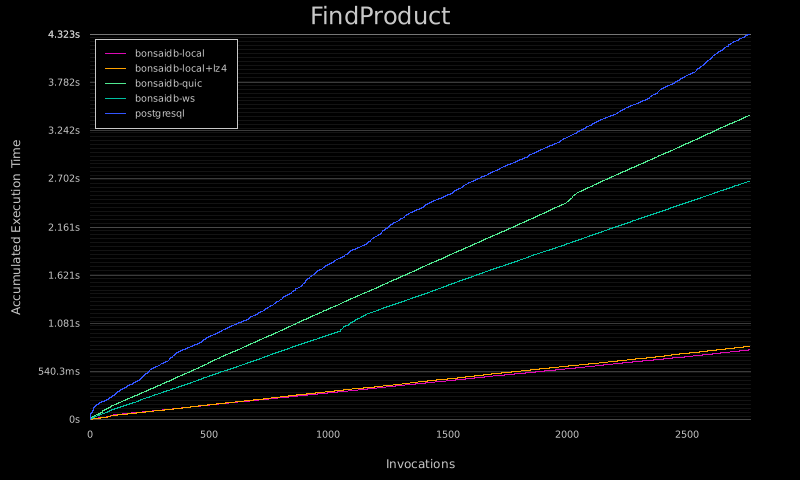 FindProduct
4.323s
3.782s
3.242s
2.702s
2.161s
1.621s
1.081s
540.3ms
0s
Accumulated Execution Time
bonsaidb-local
bonsaidb-local+lz4
bonsaidb-quic
bonsaidb-ws
postgresql
0 500 1000 1500 2000 2500
Invocations